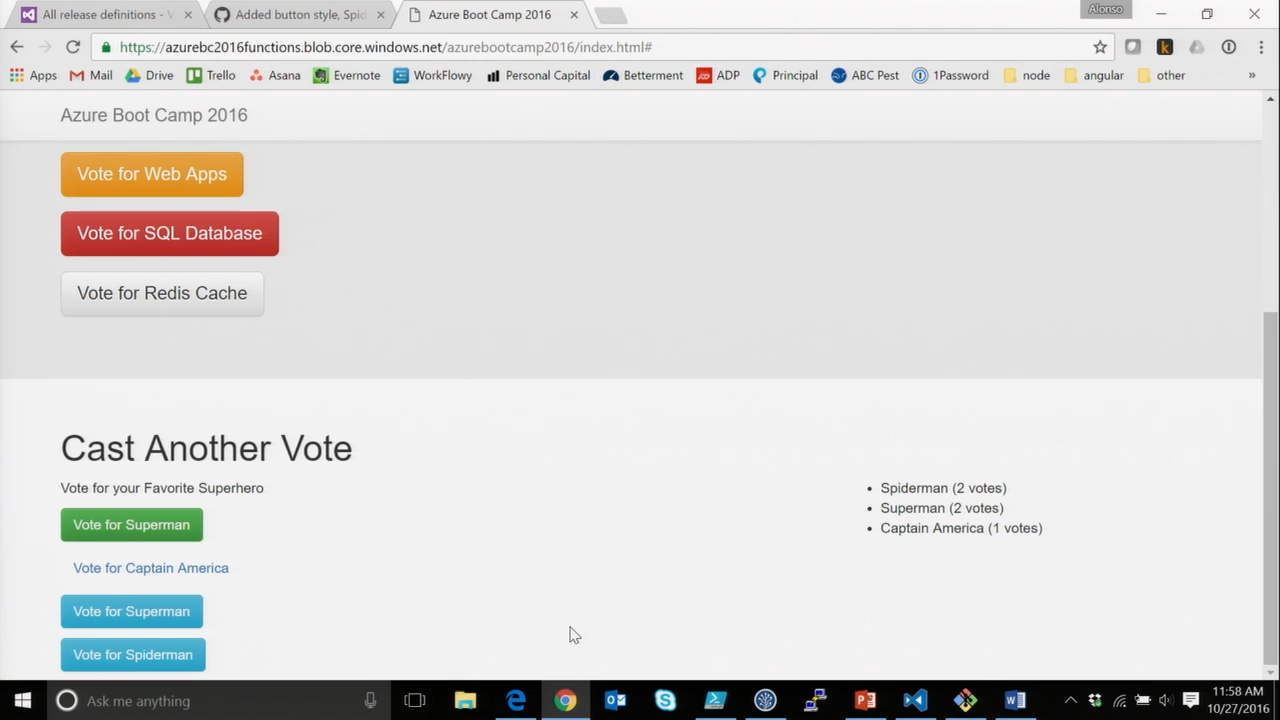 All release definitions - V
Added button style, Spid
Azure Boot Camp 2016
Alonso
https://azurebc2016functions.blob.core.windows.net/azurebootcamp2016/index.html#
Apps Mail Drive Trello Asana Evernote WorkFlowy Personal Capital Betterment ADP Principal ABC Pest 1Password node angular other »
Azure Boot Camp 2016
Vote for Web Apps
Vote for SQL Database
Vote for Redis Cache
Cast Another Vote
Vote for your Favorite Superhero
Vote for Superman
Vote for Captain America
Vote for Superman
Vote for Spiderman
• Spiderman (2 votes)
• Superman (2 votes)
• Captain America (1 votes)
Ask me anything
11:58 AM
10/27/2016